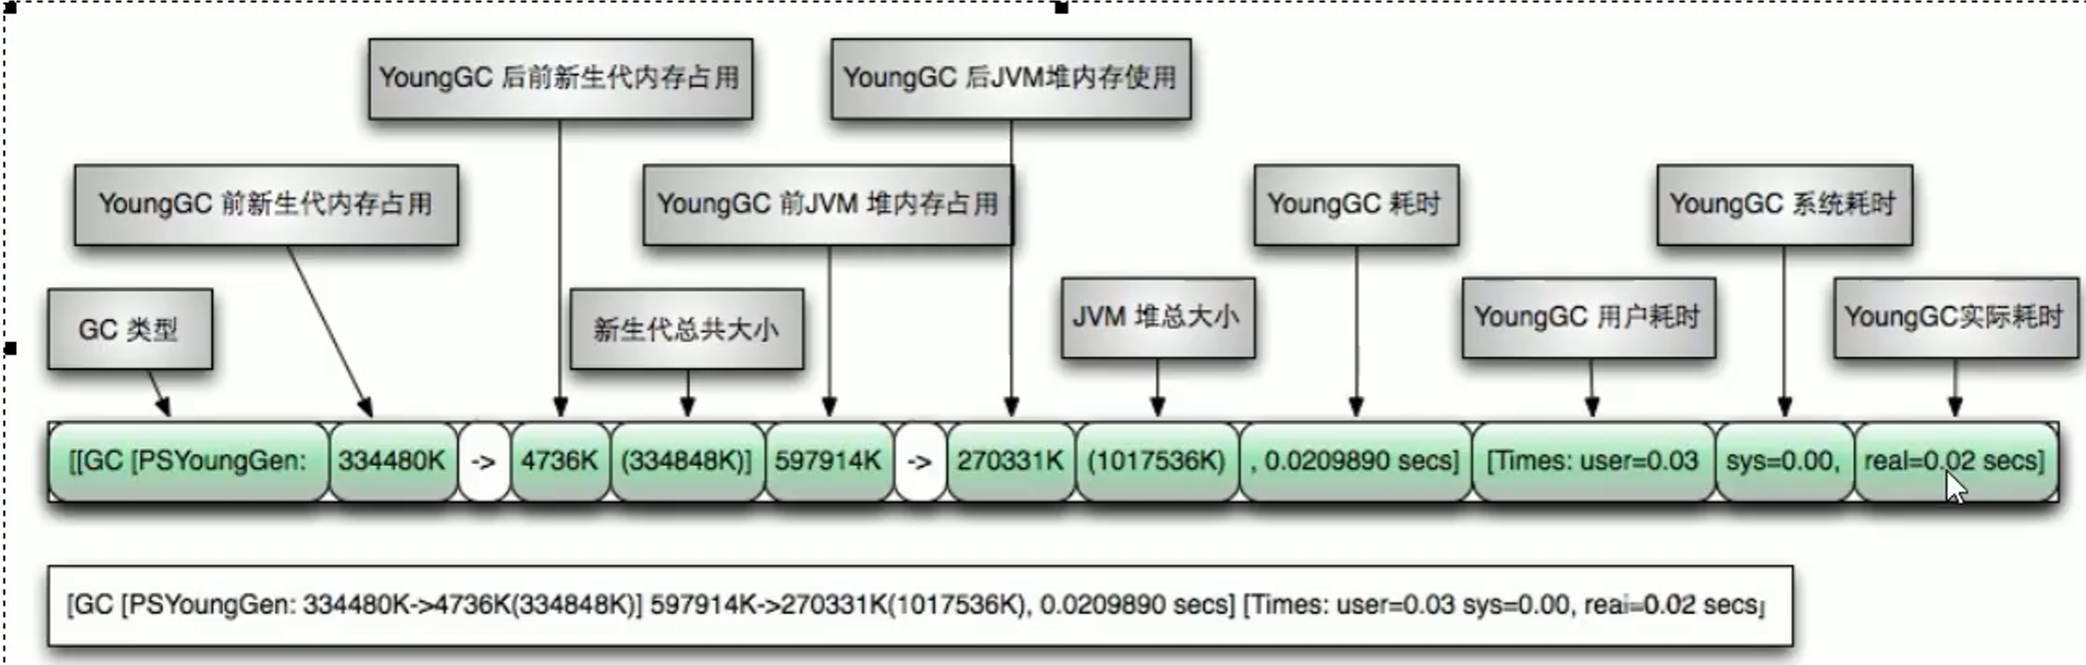 YoungGC 后前新生代内存占用
YoungGC 后JVM堆内存使用
YoungGC 前新生代内存占用
YoungGC 前JVM 堆内存占用
YoungGC 耗时
YoungGC 系统耗时
GC 类型
新生代总共大小
JVM 堆总大小
YoungGC 用户耗时
YoungGC实际耗时
[[GC [PSYoungGen: 334480K -> 4736K (334848K)] 597914K -> 270331K (1017536K) , 0.0209890 secs] [Times: user=0.03 sys=0.00, real=0.02 secs]
[GC [PSYoungGen: 334480K->4736K(334848K)] 597914K->270331K(1017536K), 0.0209890 secs] [Times: user=0.03 sys=0.00, real=0.02 secs]